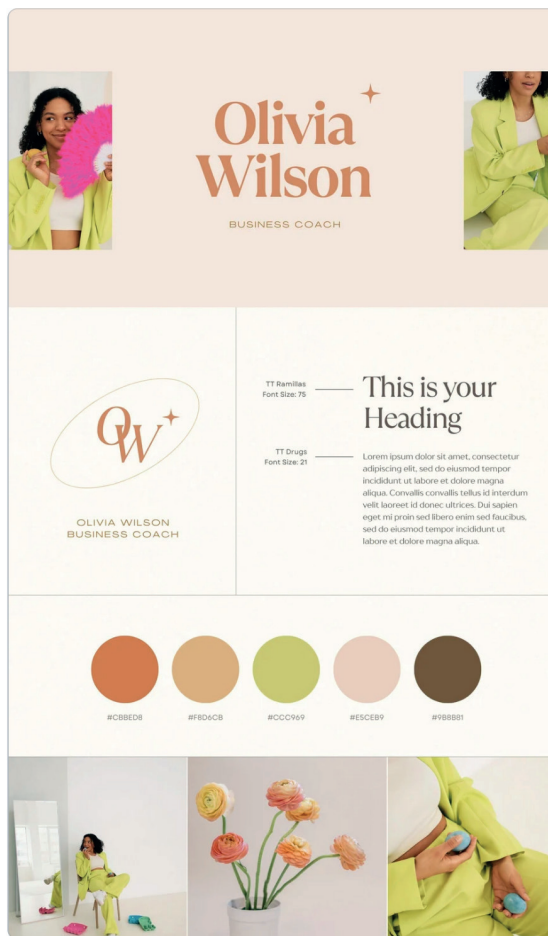 Olivia
Wilson
BUSINESS COACH
OW
OLIVIA WILSON
BUSINESS COACH
TT Ramillas
Font Size: 75
This is your
Heading
TT Drugs
Font Size: 21
Lorem ipsum dolor sit amet, consectetur
adipiscing elit, sed do eiusmod tempor
incididunt ut labore et dolore magna
aliqua. Convallis convallis tellus id interdum
velit laoreet id donec ultrices. Dui sapien
eget mi proin sed libero enim sed faucibus,
sed do eiusmod tempor incididunt ut
labore et dolore magna aliqua.
#CBBED8
#F8D6CB
#CCC969
#E5CEB9
#9B8B81